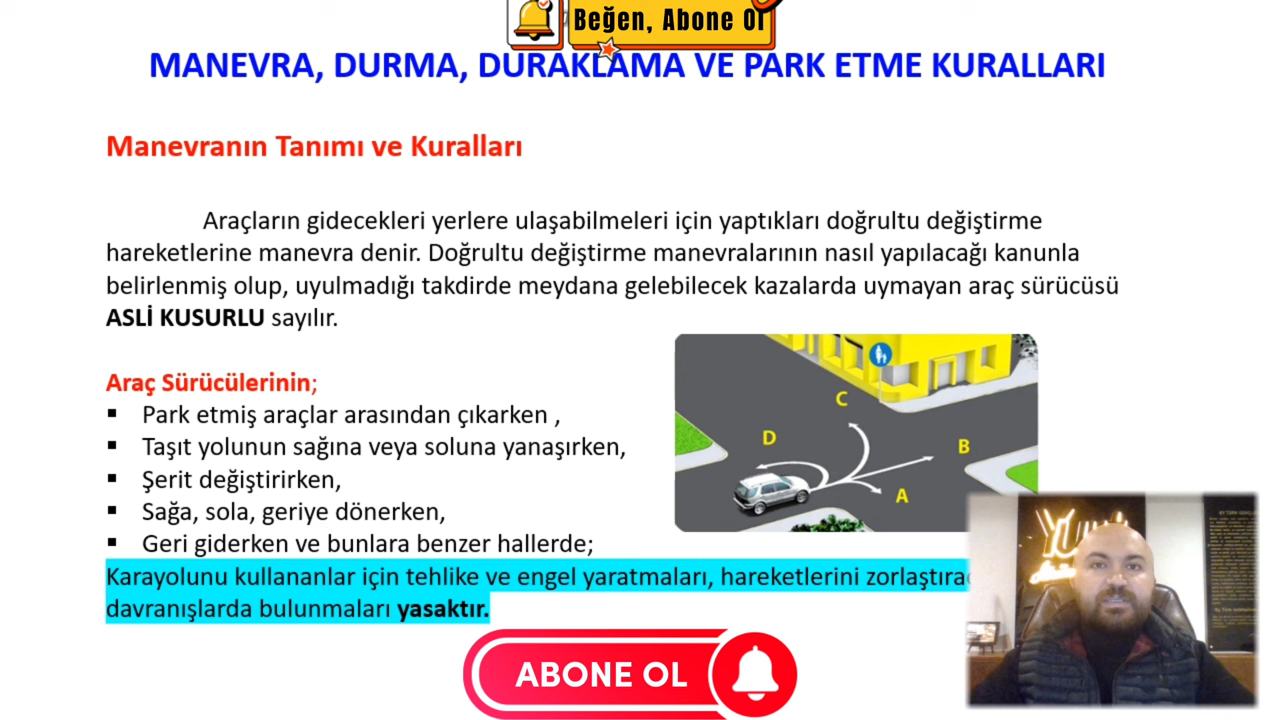 Beğen, Abone Ol
MANEVRA, DURMA, DURAKLAMA VE PARK ETME KURALLARI
Manevranın Tanımı ve Kuralları
Araçların gidecekleri yerlere ulaşabilmeleri için yaptıkları doğrultu değiştirme
hareketlerine manevra denir. Doğrultu değiştirme manevralarının nasıl yapılacağı kanunla
belirlenmiş olup, uyulmadığı takdirde meydana gelebilecek kazalarda uymayan araç sürücüsü
ASLİ KUSURLU sayılır.
Araç Sürücülerinin;
▪ Park etmiş araçlar arasından çıkarken ,
▪ Taşıt yolunun sağına veya soluna yanaşırken,
▪ Şerit değiştirirken,
▪ Sağa, sola, geriye dönerken,
▪ Geri giderken ve bunlara benzer hallerde;
Karayolunu kullananlar için tehlike ve engel yaratmaları, hareketlerini
davranışlarda bulunmaları yasaktır.
C
D
B
A
ABONE OL